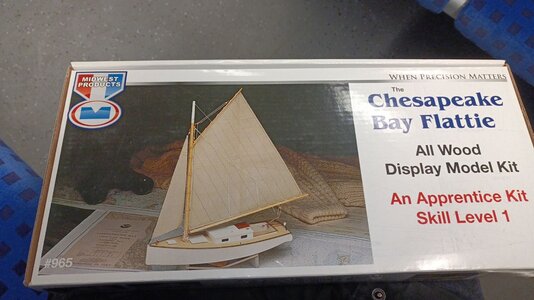 MIDWEST
PRODUCTS
WHEN PRECISION MATTERS
The
Chesapeake
Bay Flattie
All Wood
Display Model Kit
An Apprentice Kit
Skill Level 1
#965